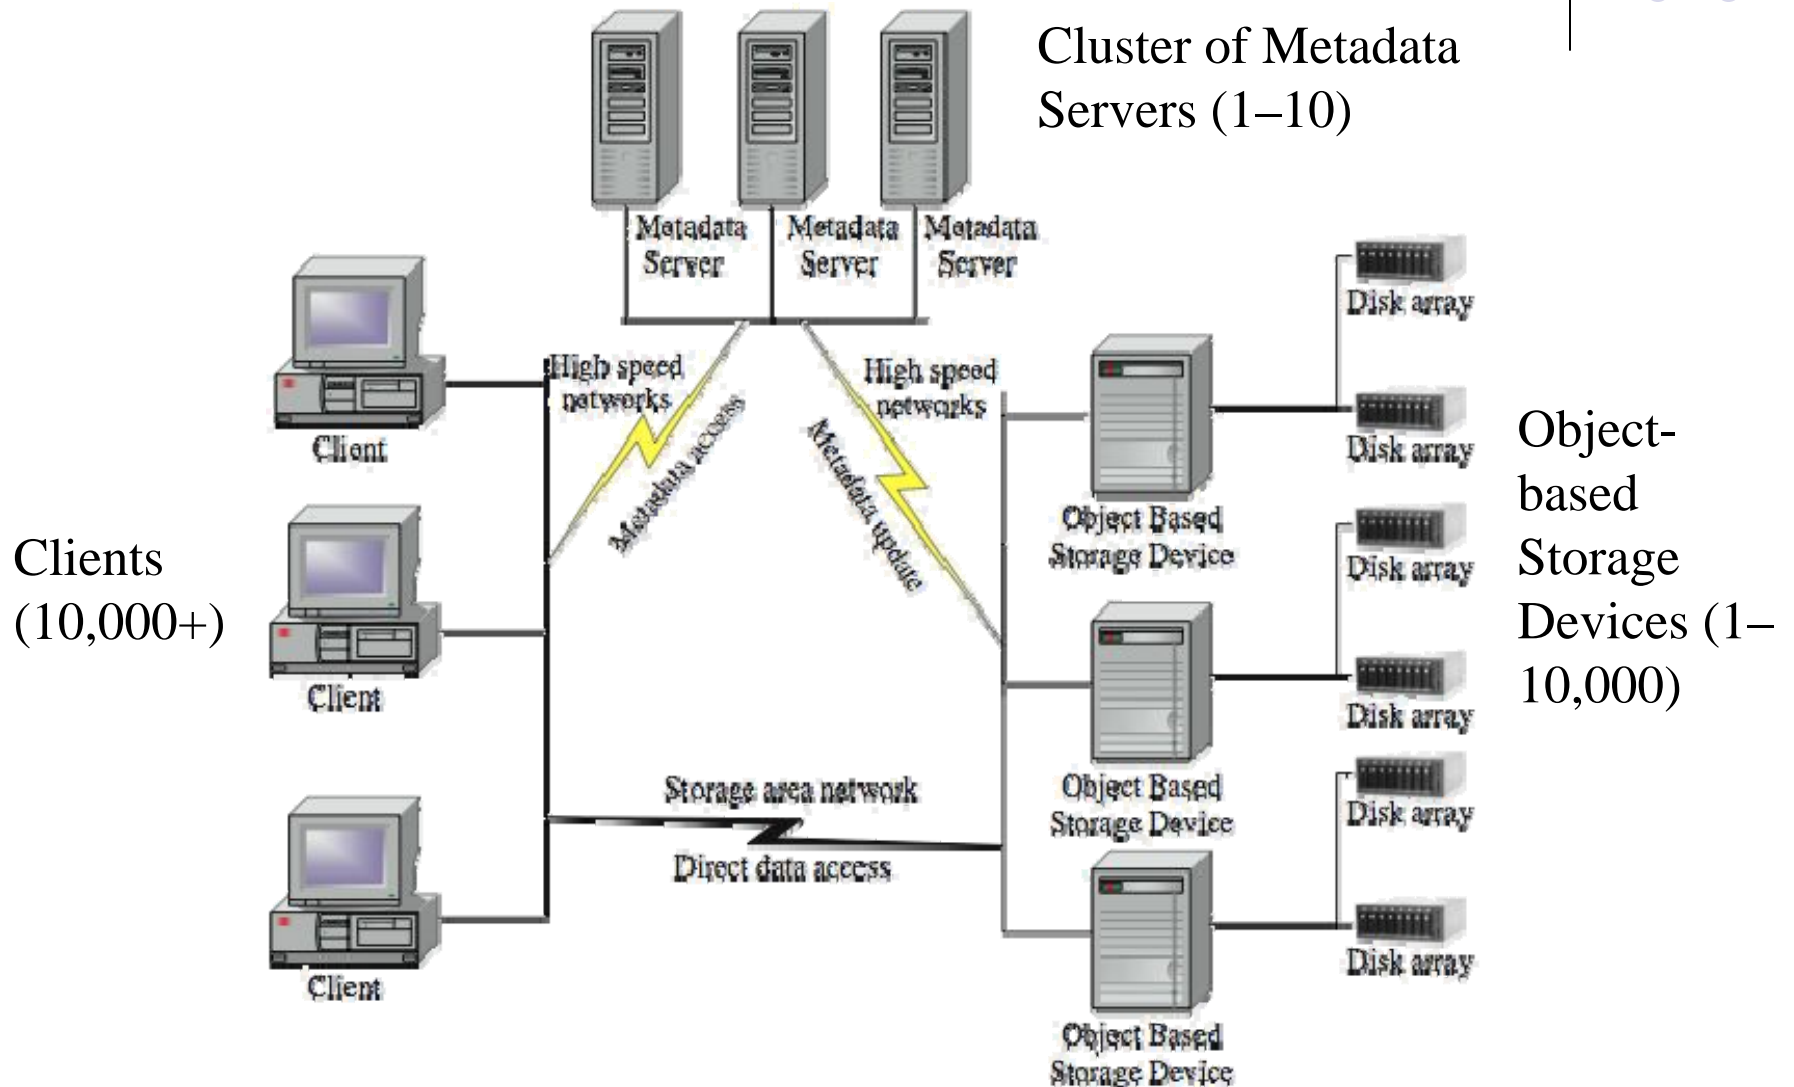 Cluster of Metadata
Servers (1–10)
Metadata
Server
Metadata
Server
Metadata
Server
High speed
networks
Metadata access
High speed
networks
Metadata update
Client
Client
Client
Clients
(10,000+)
Storage area network
Direct data access
Object Based
Storage Device
Object Based
Storage Device
Object Based
Storage Device
Disk array
Disk array
Disk array
Disk array
Disk array
Disk array
Object-
based
Storage
Devices (1–
10,000)